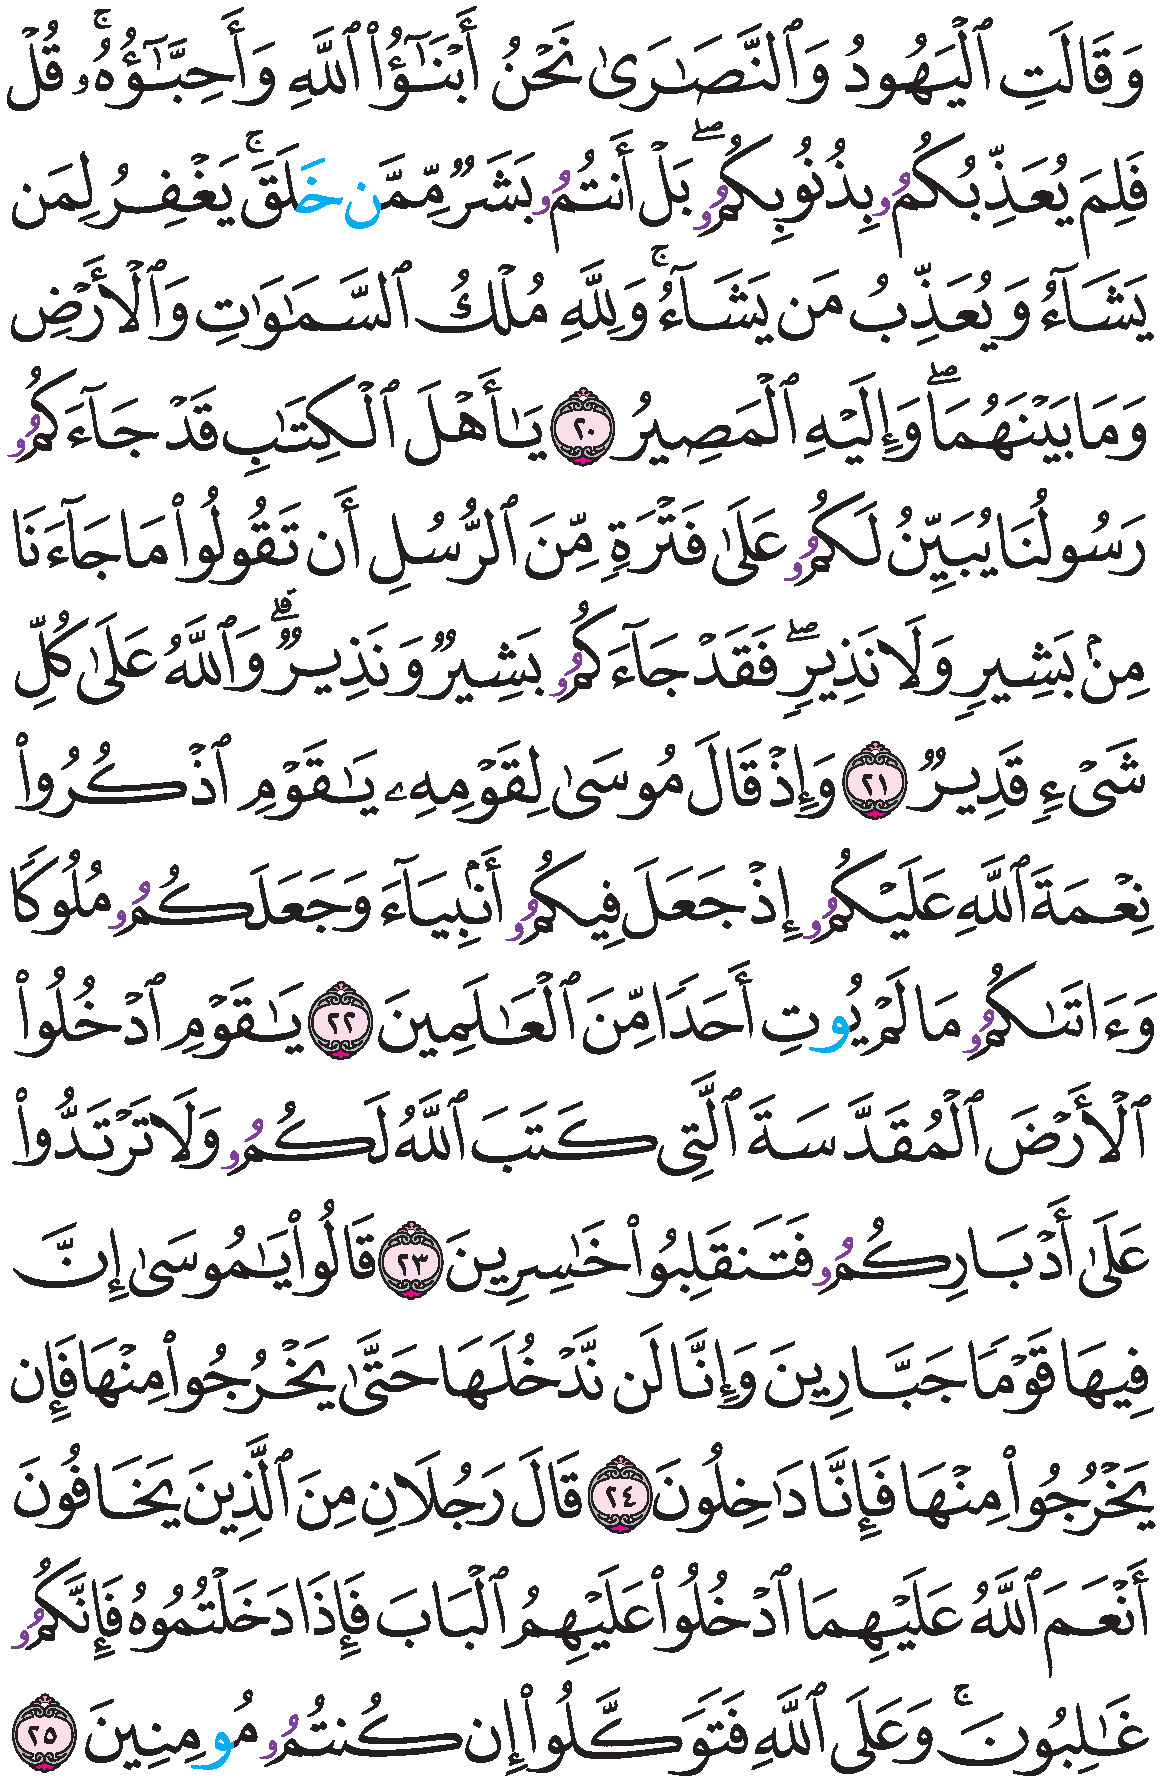 وَقَالَتِ ٱلْيَهُودُ وَٱلنَّصَٰرَىٰ نَحْنُ أَبْنَٰٓؤُا۟ ٱللَّهِ وَأَحِبَّٰٓؤُهُۥۚ قُلْ
فَلِمَ يُعَذِّبُكُمُۥ بِذُنُوبِكُمُۥۖ بَلْ أَنتُمُۥ بَشَرٌ مِّمَّن خَلَقَۚ يَغْفِرُ لِمَن
يَشَآءُ وَيُعَذِّبُ مَن يَشَآءُۚ وَلِلَّهِ مُلْكُ ٱلسَّمَٰوَٰتِ وَٱلْأَرْضِ
وَمَا بَيْنَهُمَاۖ وَإِلَيْهِ ٱلْمَصِيرُ ٢٠ يَٰٓأَهْلَ ٱلْكِتَٰبِ قَدْ جَآءَكُمُۥ
رَسُولُنَا يُبَيِّنُ لَكُمُۥ عَلَىٰ فَتْرَةٍ مِّنَ ٱلرُّسُلِ أَن تَقُولُوا۟ مَا جَآءَنَا
مِنۢ بَشِيرٍ وَلَا نَذِيرٍۖ فَقَدْ جَآءَكُمُۥ بَشِيرٌ وَنَذِيرٌۗ وَٱللَّهُ عَلَىٰ كُلِّ
شَىْءٍ قَدِيرٌ ٢١ وَإِذْ قَالَ مُوسَىٰ لِقَوْمِهِۦ يَٰقَوْمِ ٱذْكُرُوا۟
نِعْمَةَ ٱللَّهِ عَلَيْكُمُۥ إِذْ جَعَلَ فِيكُمُۥ أَنۢبِيَآءَ وَجَعَلَكُمُۥ مُلُوكًا
وَءَاتَىٰكُمُۥ مَا لَمْ يُوتِ أَحَدًا مِّنَ ٱلْعَٰلَمِينَ ٢٢ يَٰقَوْمِ ٱدْخُلُوا۟
ٱلْأَرْضَ ٱلْمُقَدَّسَةَ ٱلَّتِى كَتَبَ ٱللَّهُ لَكُمُۥ وَلَا تَرْتَدُّوا۟
عَلَىٰٓ أَدْبَارِكُمُۥ فَتَنقَلِبُوا۟ خَٰسِرِينَ ٢٣ قَالُوا۟ يَٰمُوسَىٰٓ إِنَّ
فِيهَا قَوْمًا جَبَّارِينَ وَإِنَّا لَن نَّدْخُلَهَا حَتَّىٰ يَخْرُجُوا۟ مِنْهَا فَإِن
يَخْرُجُوا۟ مِنْهَا فَإِنَّا دَٰخِلُونَ ٢٤ قَالَ رَجُلَانِ مِنَ ٱلَّذِينَ يَخَافُونَ
أَنْعَمَ ٱللَّهُ عَلَيْهِمَا ٱدْخُلُوا۟ عَلَيْهِمُ ٱلْبَابَ فَإِذَا دَخَلْتُمُوهُ فَإِنَّكُمُۥ
غَٰلِبُونَۚ وَعَلَى ٱللَّهِ فَتَوَكَّلُوٓا۟ إِن كُنتُمُۥ مُومِنِينَ ٢٥